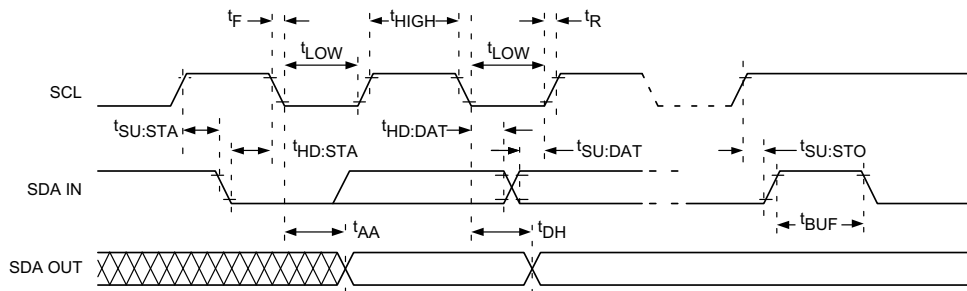 tF
tHIGH
tR
tLOW
tLOW
SCL
tSU:STA
tHD:DAT
tHD:STA
tSU:DAT
tSU:STO
SDA IN
tAA
tDH
tBUF
SDA OUT